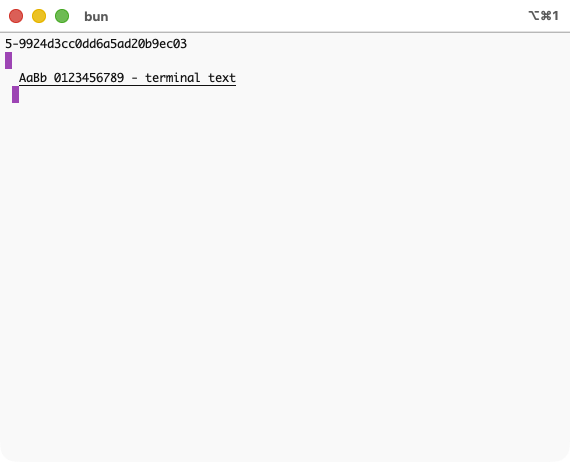 bun
⌥⌘1
5-9924d3cc0dd6a5ad20b9ec03
AaBb 0123456789 - terminal text